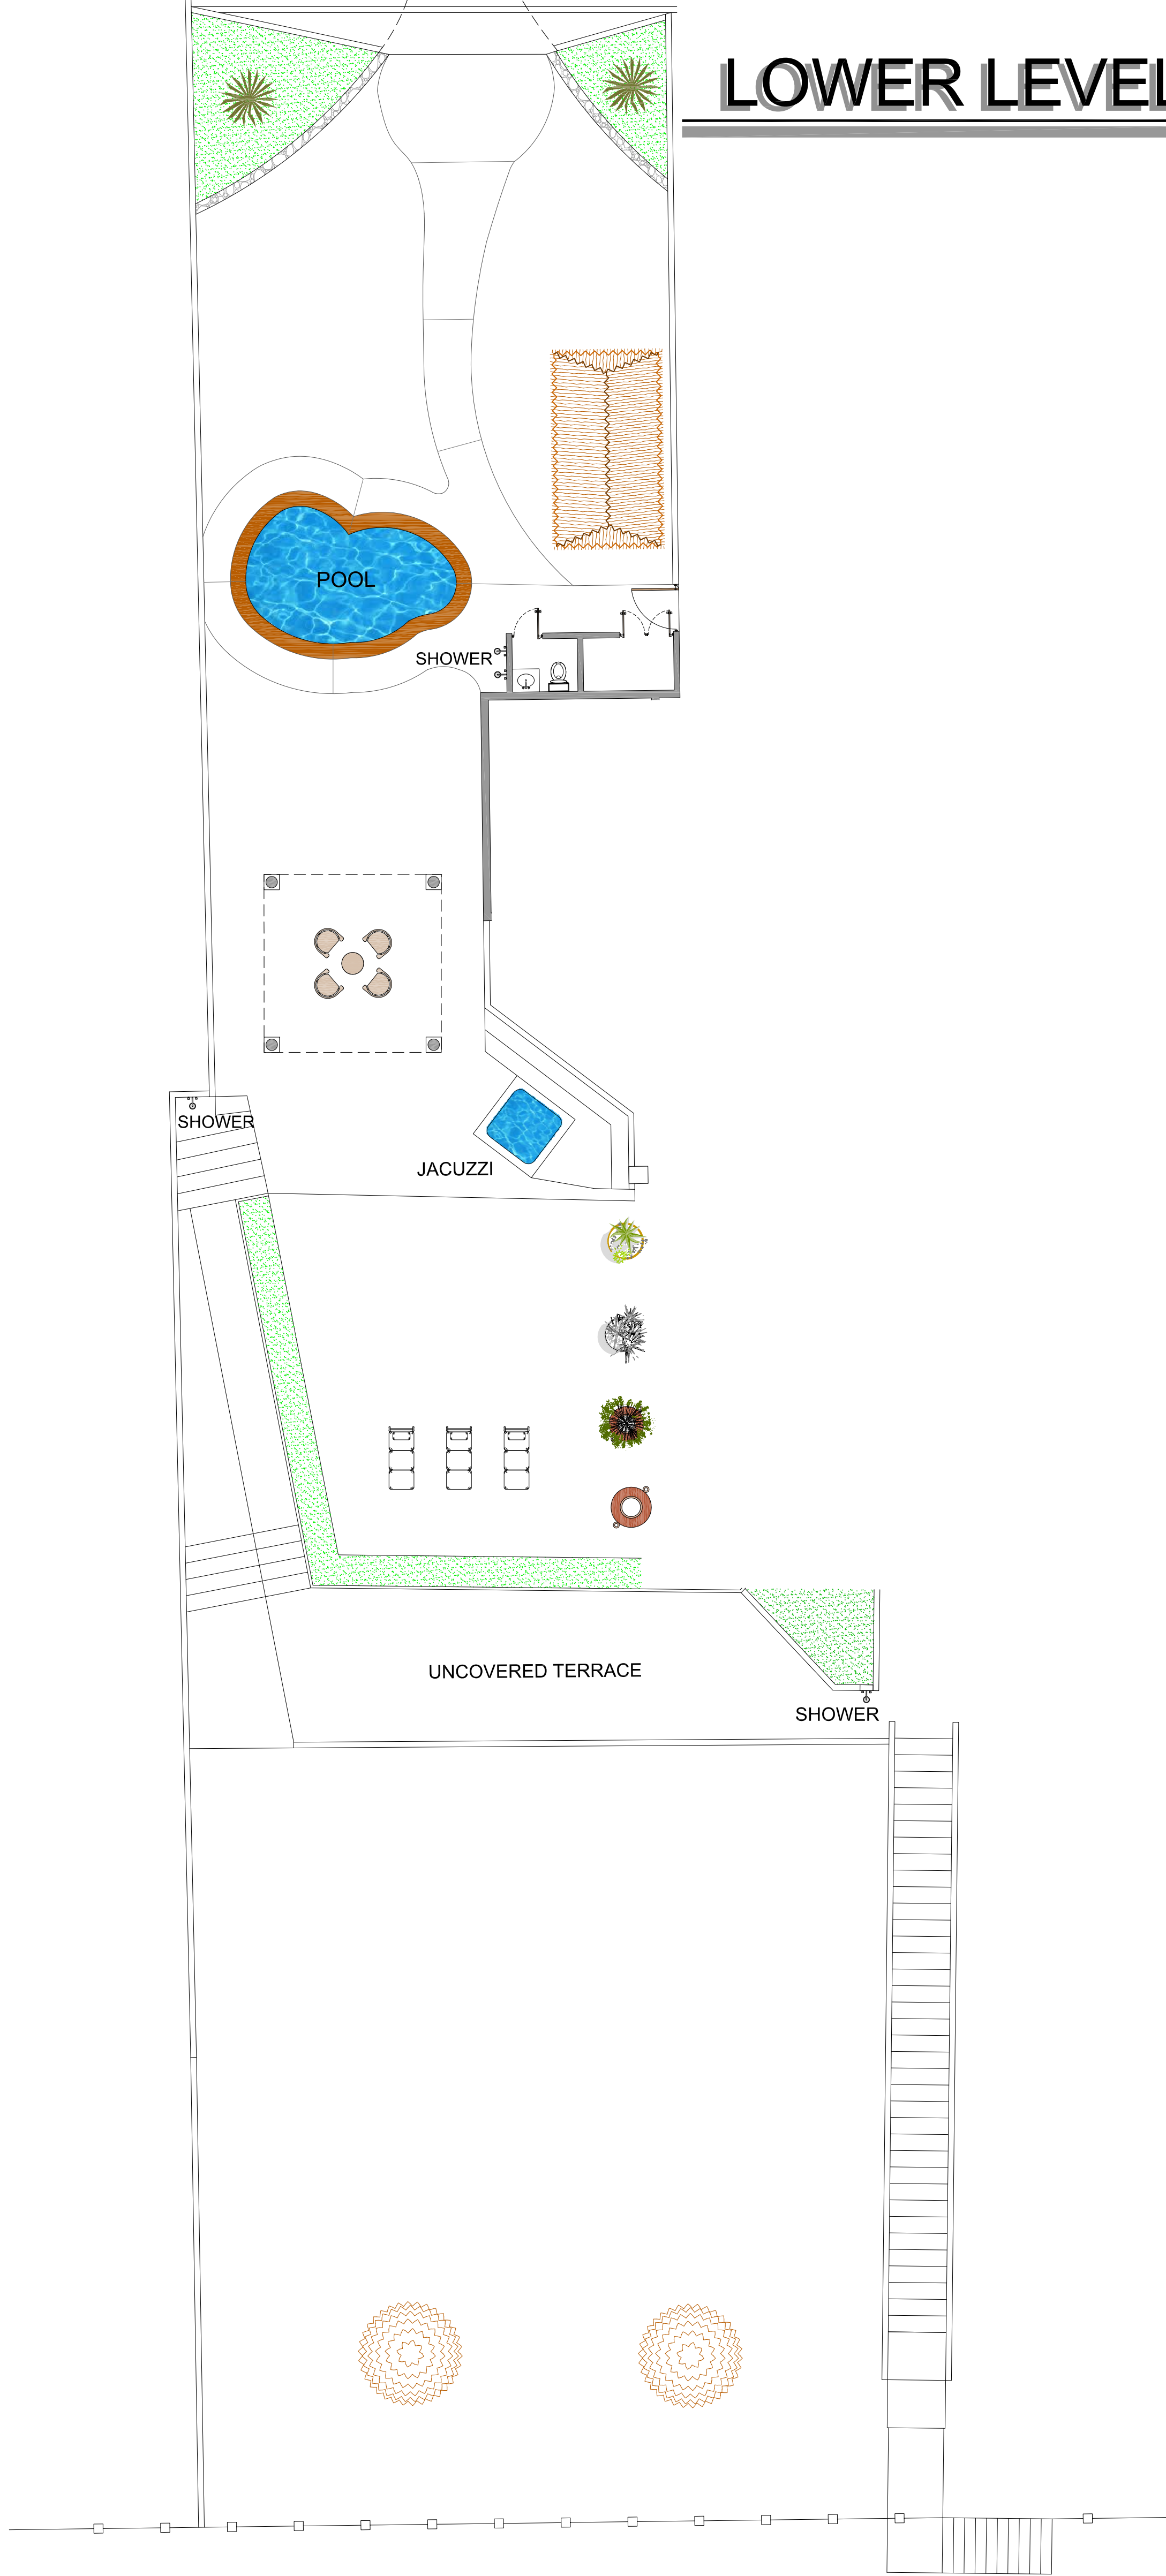 LOWER LEVEL
POOL
SHOWER
SHOWER
JACUZZI
UNCOVERED TERRACE
SHOWER